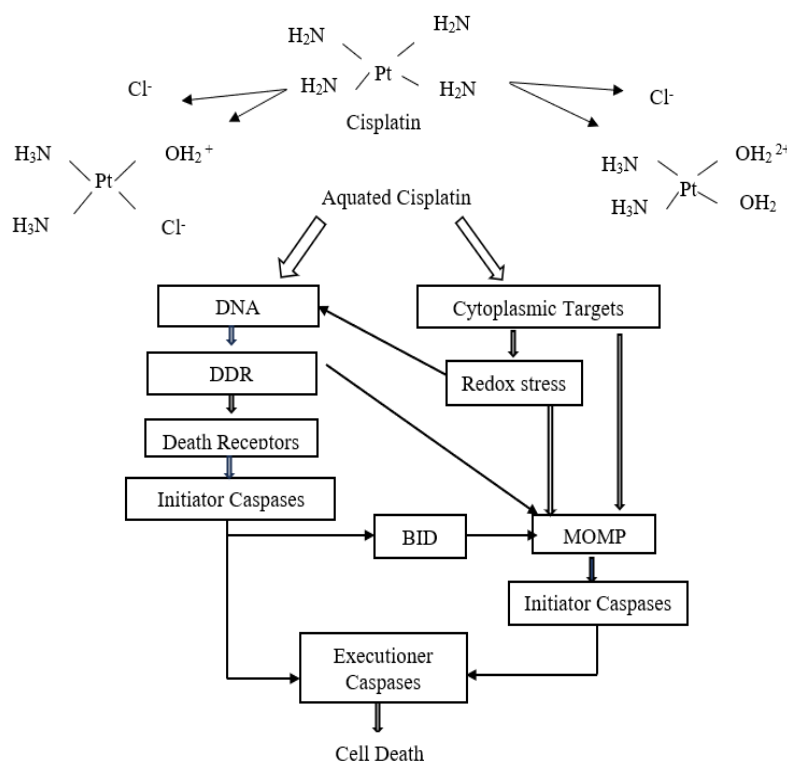 H2N
H2N
Pt
H2N
H2N
Cl-
Cl-
Cisplatin
H3N
OH2 +
Pt
H3N
Cl-
H3N
OH2 2+
Pt
H3N
OH2
Aquated Cisplatin
DNA
Cytoplasmic Targets
DDR
Redox stress
Death Receptors
Initiator Caspases
BID
MOMP
Initiator Caspases
Executioner
Caspases
Cell Death